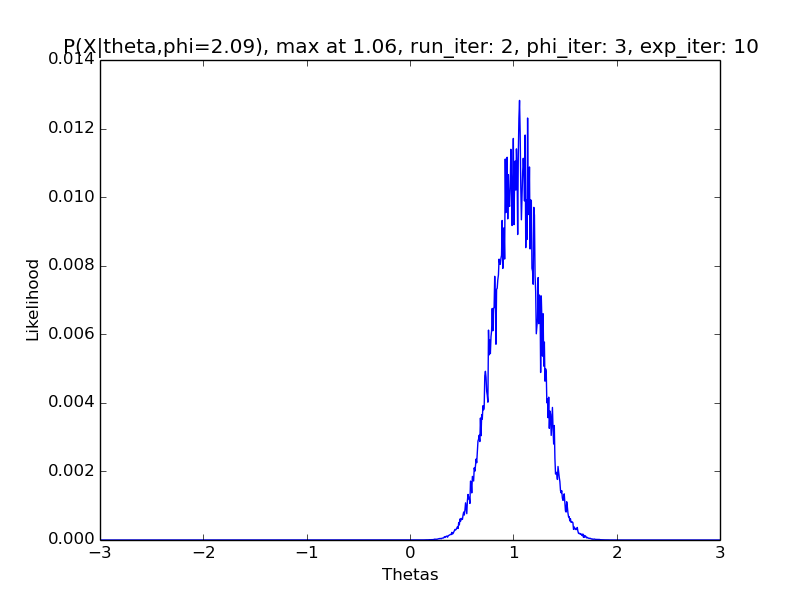 P(X|theta,phi=2.09), max at 1.06, run_iter: 2, phi_iter: 3, exp_iter: 10
0.014
0.012
0.010
0.008
0.006
0.004
0.002
0.000
Likelihood
−3 −2 −1 0 1 2 3
Thetas